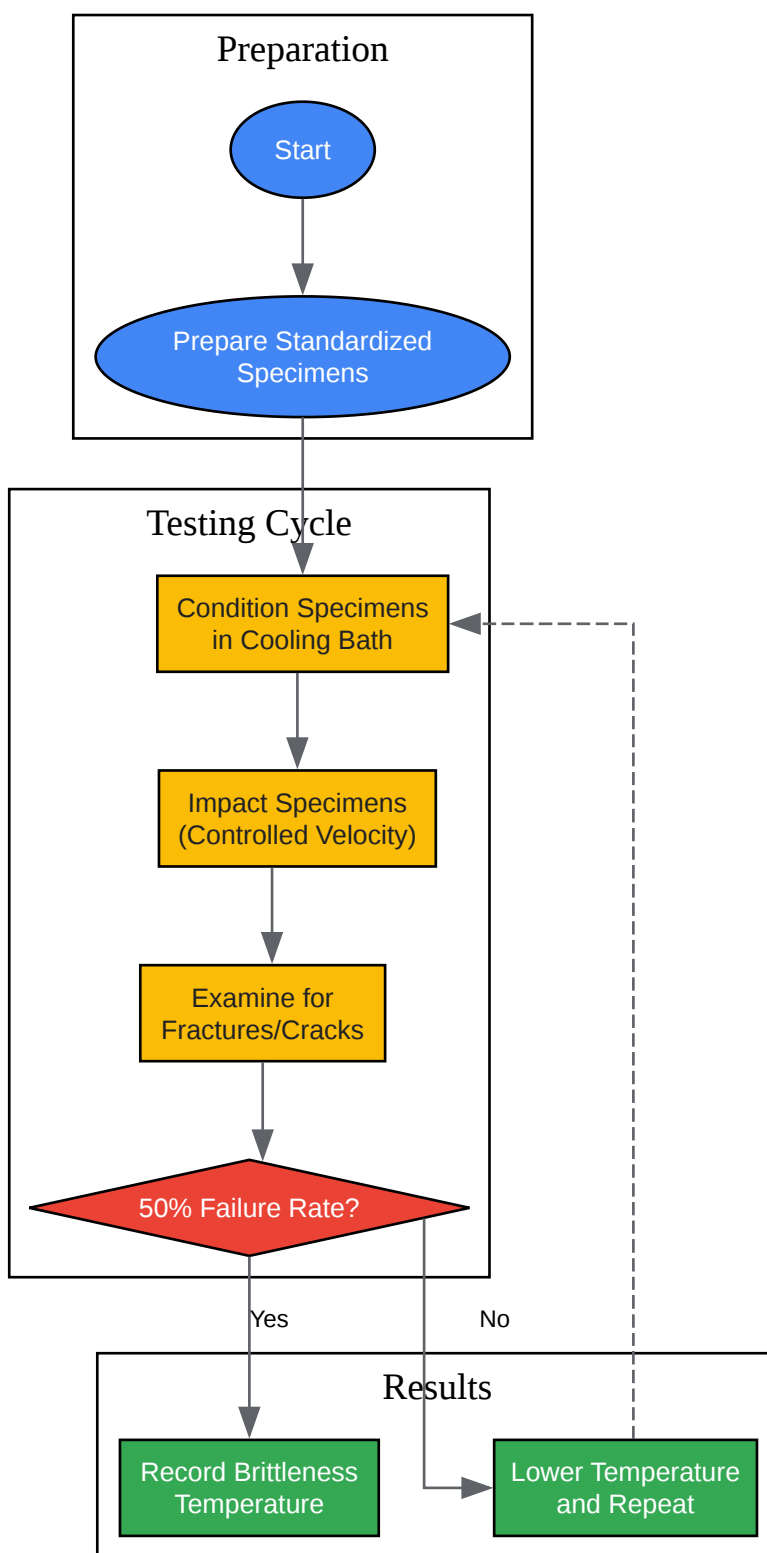 Preparation
Start
Prepare Standardized
Specimens
Testing Cycle
Condition Specimens
in Cooling Bath
Impact Specimens
(Controlled Velocity)
Examine for
Fractures/Cracks
50% Failure Rate?
Yes
No
Results
Record Brittleness
Temperature
Lower Temperature
and Repeat